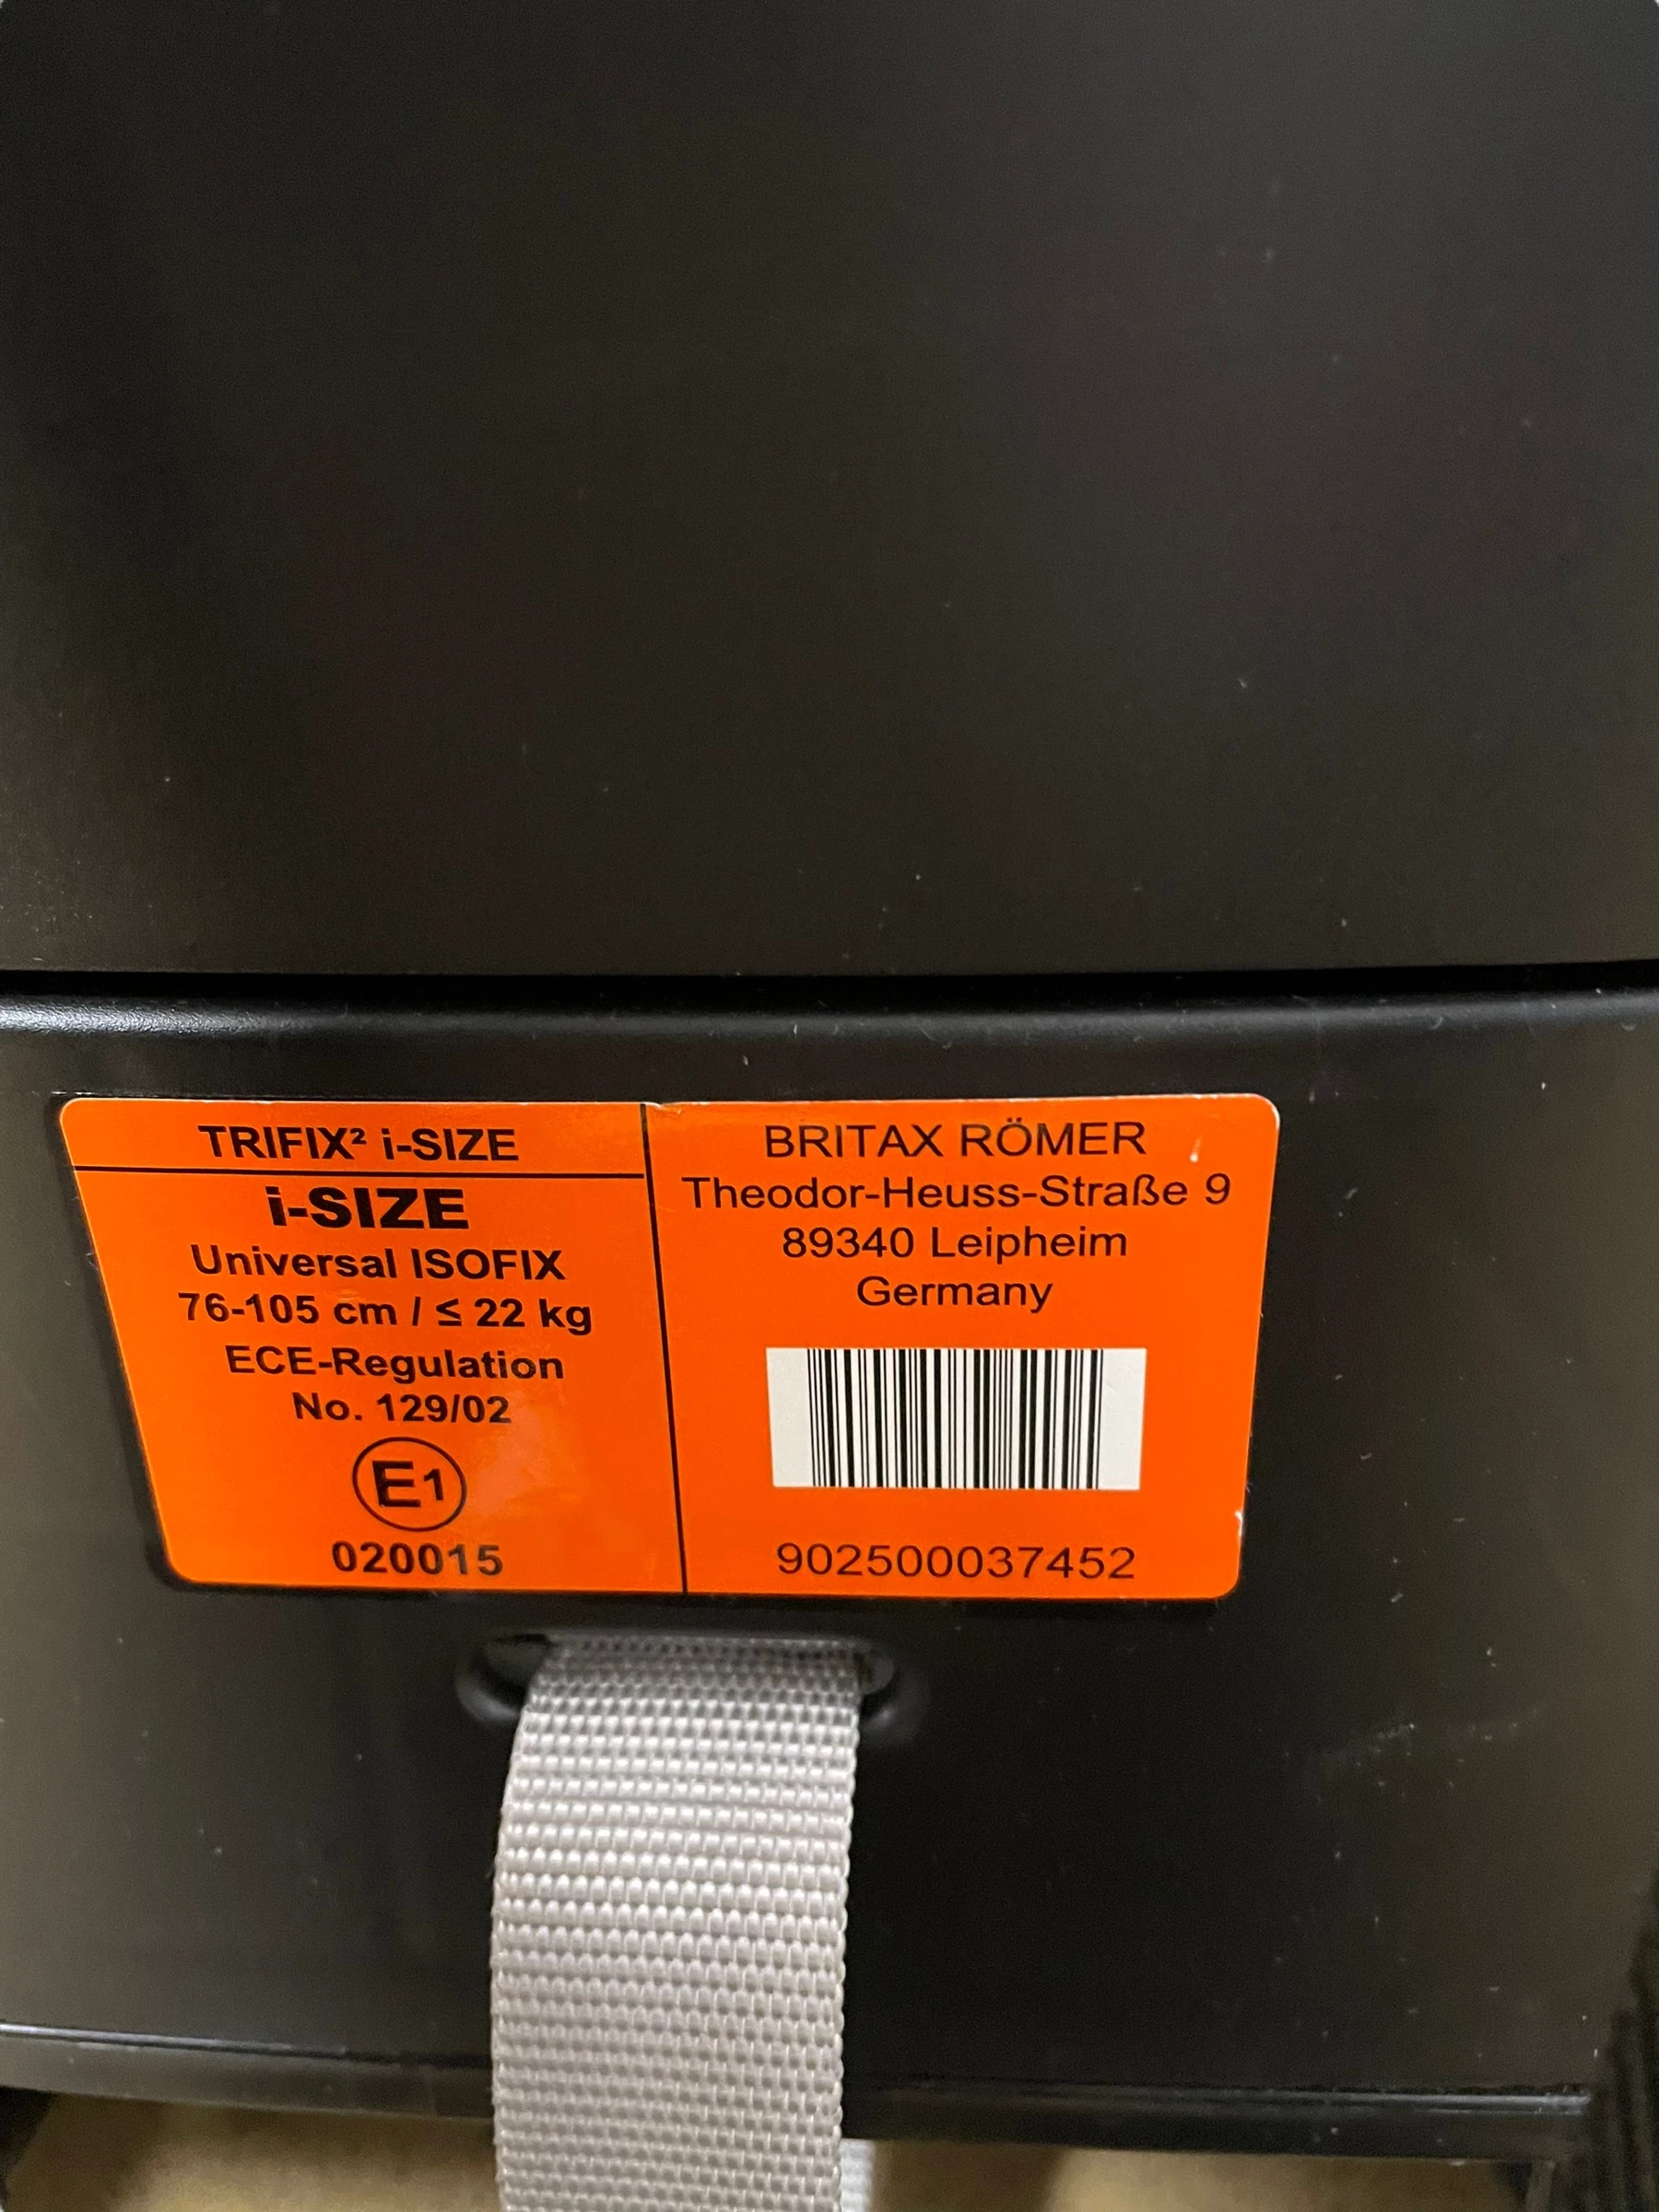 TRIFIX² i-SIZE
i-SIZE
Universal ISOFIX
76-105 cm / ≤ 22 kg
ECE-Regulation
No. 129/02
E1
020015
BRITAX RÖMER
Theodor-Heuss-Straße 9
89340 Leipheim
Germany
902500037452